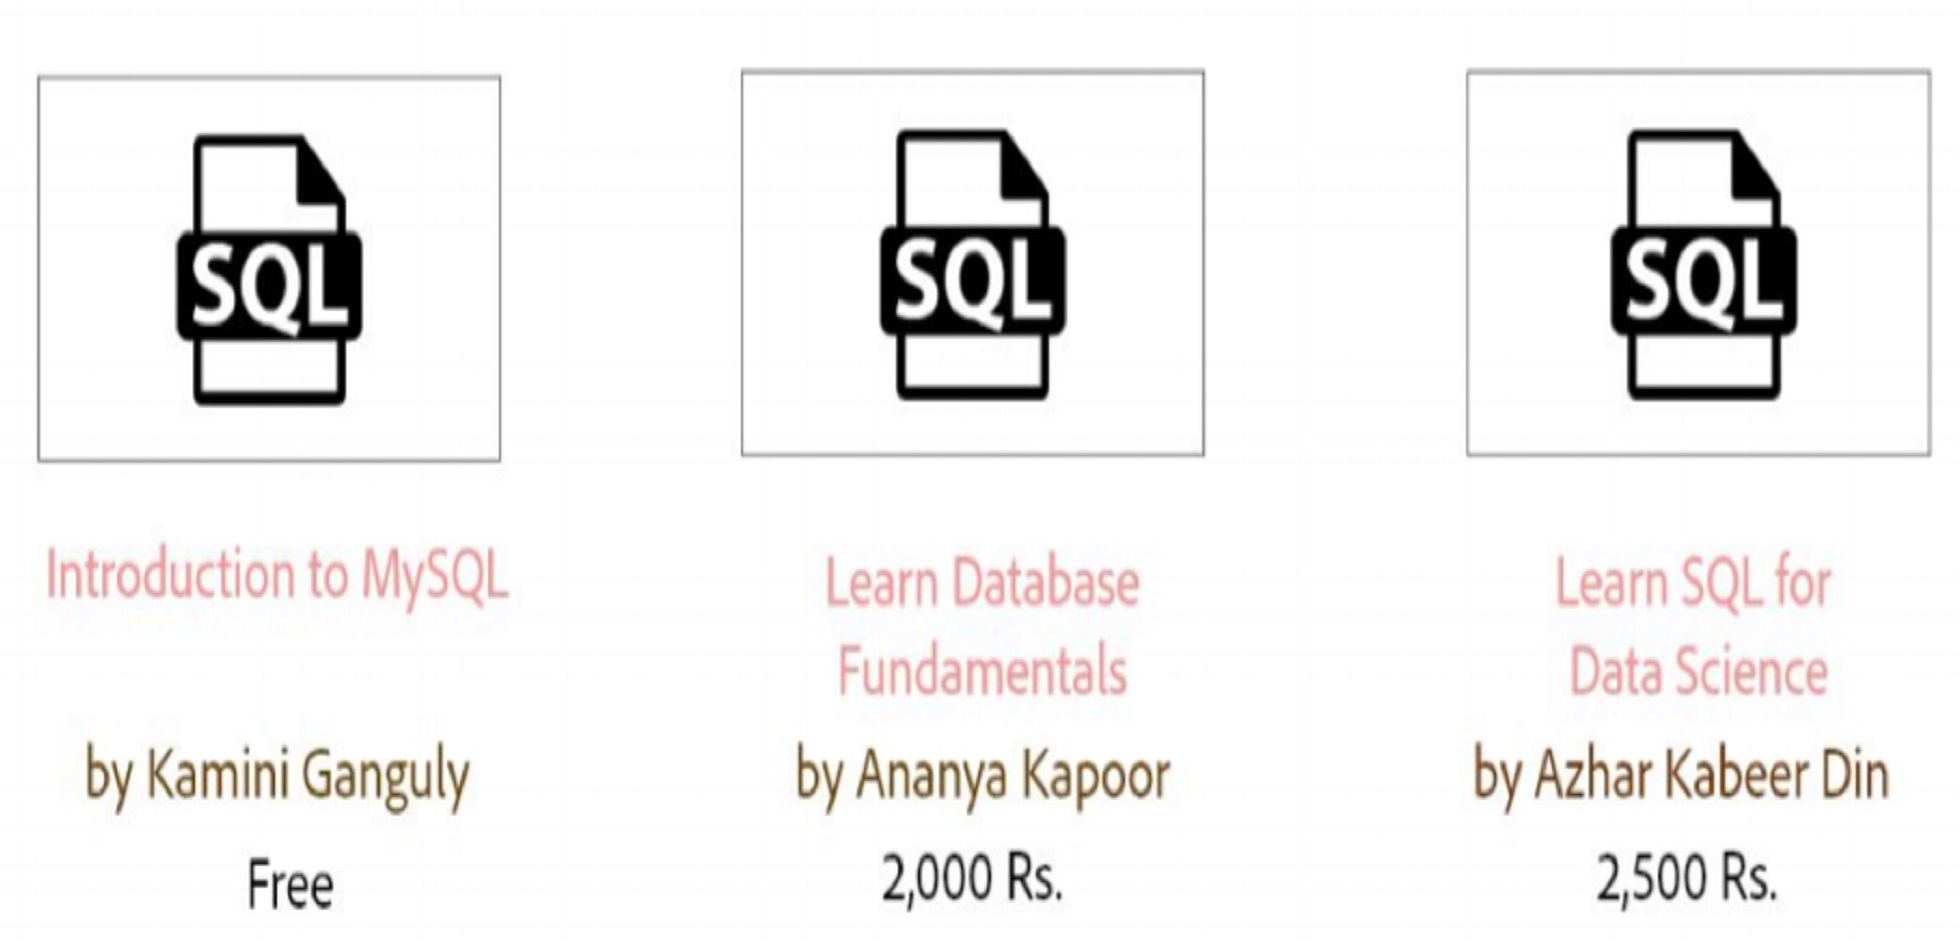 SQL
Introduction to MySQL
by Kamini Ganguly
Free
SQL
Learn Database
Fundamentals
by Ananya Kapoor
2,000 Rs.
SQL
Learn SQL for
Data Science
by Azhar Kabeer Din
2,500 Rs.